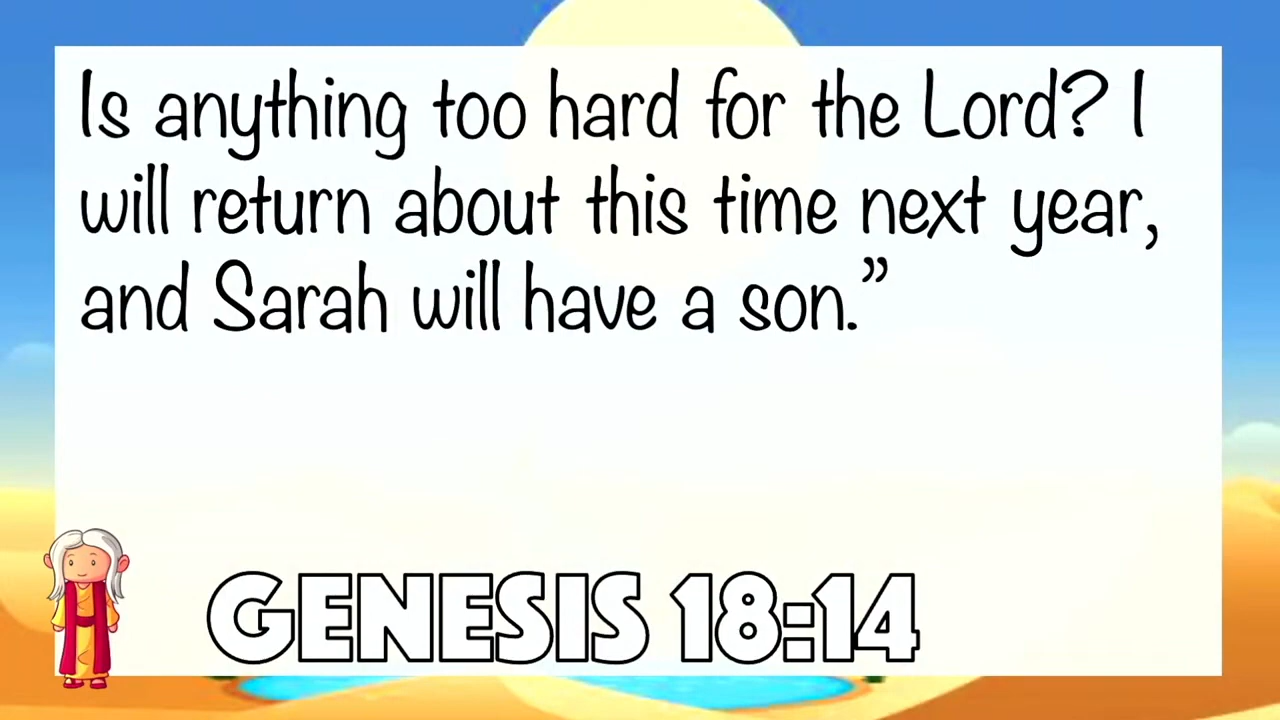 Is anything too hard for the Lord? I
will return about this time next year,
and Sarah will have a son.”
GENESIS 18:14